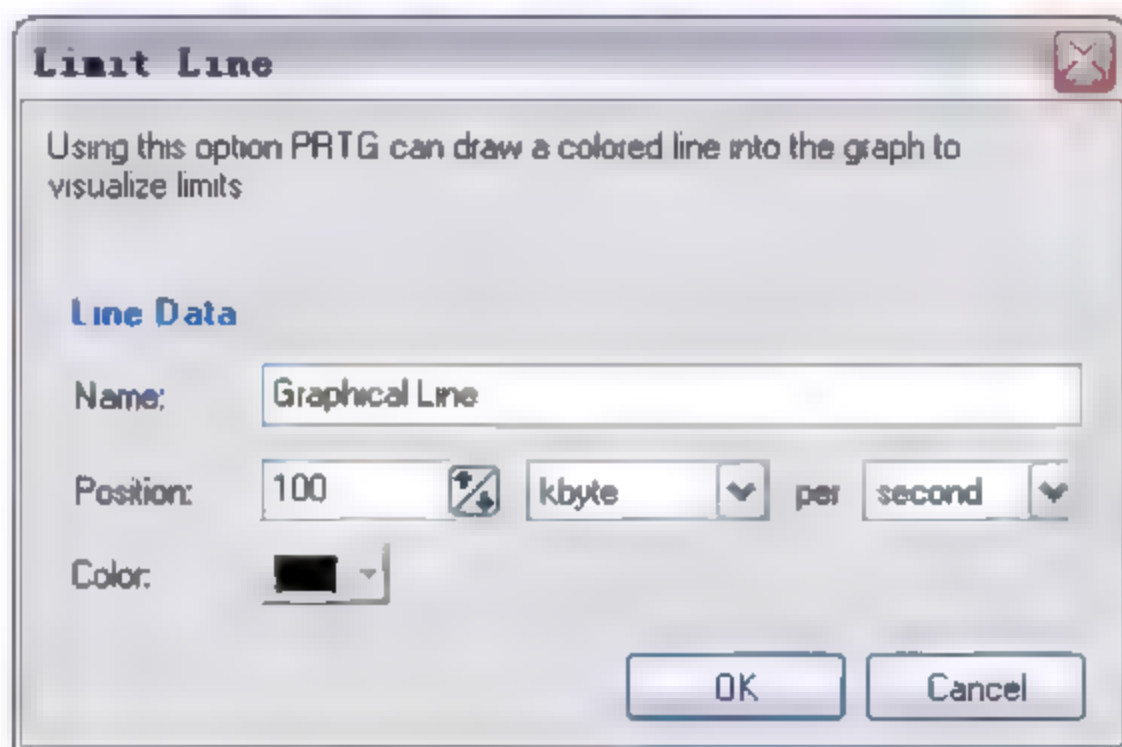 Limit Line
Using this option PRTG can draw a colored line into the graph to
visualize limits
Line Data
Name: Graphical Line
Position: 100 kbyte per second
Color:
OK Cancel